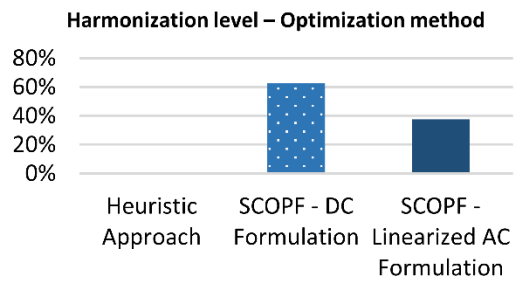 Harmonization level – Optimization method
80%
60%
40%
20%
0%
Heuristic
Approach
SCOPF - DC
Formulation
SCOPF -
Linearized AC
Formulation